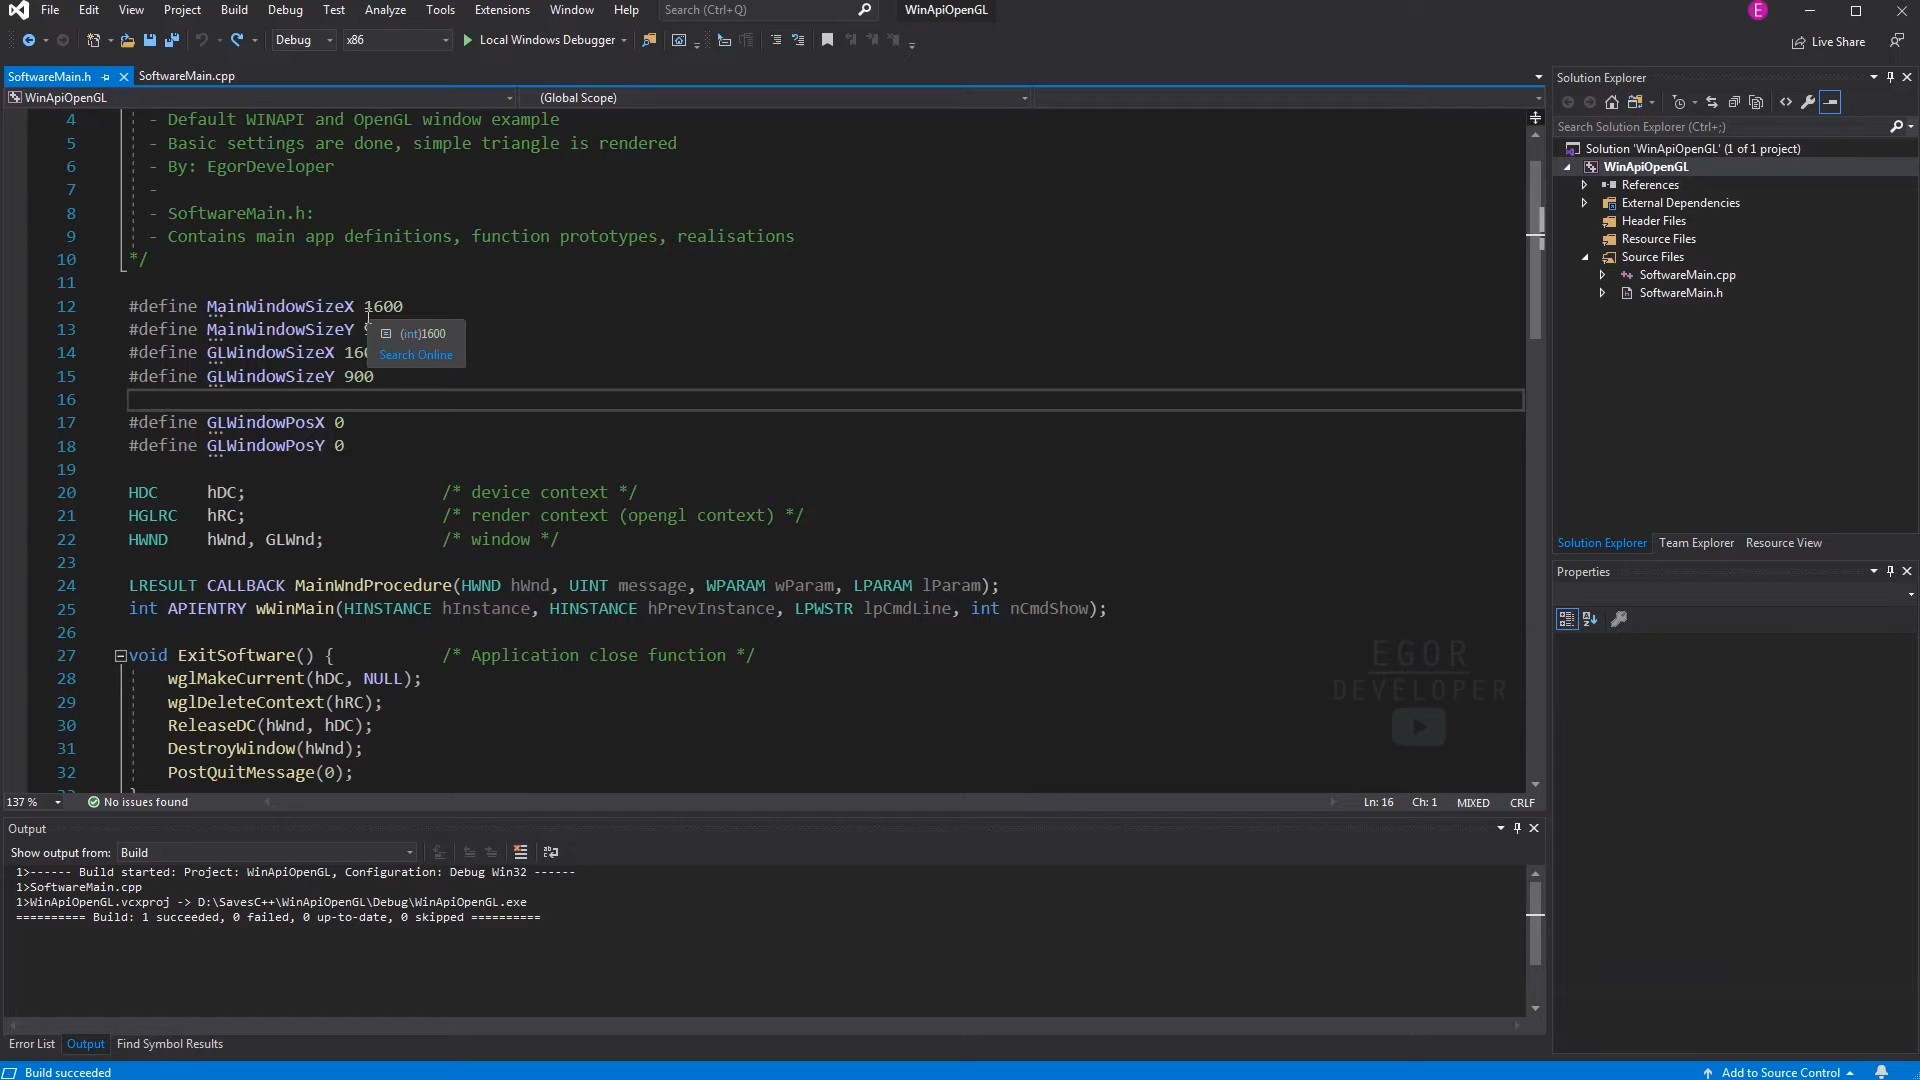 File Edit View Project Build Debug Test Analyze Tools Extensions Window Help Search (Ctrl+Q) WinApiOpenGL E
Debug x86 Local Windows Debugger Live Share
SoftwareMain.h SoftwareMain.cpp
WinApiOpenGL (Global Scope)
4 - Default WINAPI and OpenGL window example
5 - Basic settings are done, simple triangle is rendered
6 - By: EgorDeveloper
7 -
8 - SoftwareMain.h:
9 - Contains main app definitions, function prototypes, realisations
10 */
11
12 #define MainWindowSizeX 1600
13 #define MainWindowSizeY
(int)1600
Search Online
14 #define GLWindowSizeX
15 #define GLWindowSizeY 900
16
17 #define GLWindowPosX 0
18 #define GLWindowPosY 0
19
20 HDC hDC; /* device context */
21 HGLRC hRC; /* render context (opengl context) */
22 HWND hWnd, GLWnd; /* window */
23
24 LRESULT CALLBACK MainWndProcedure(HWND hWnd, UINT message, WPARAM wParam, LPARAM lParam);
25 int APIENTRY wWinMain(HINSTANCE hInstance, HINSTANCE hPrevInstance, LPWSTR lpCmdLine, int nCmdShow);
26
27 void ExitSoftware() { /* Application close function */
28 wglMakeCurrent(hDC, NULL);
29 wglDeleteContext(hRC);
30 ReleaseDC(hWnd, hDC);
31 DestroyWindow(hWnd);
32 PostQuitMessage(0);
EGOR
DEVELOPER
137 % No issues found Ln: 16 Ch: 1 MIXED CRLF
Output
Show output from: Build
1>------ Build started: Project: WinApiOpenGL, Configuration: Debug Win32 ------
1>SoftwareMain.cpp
1>WinApiOpenGL.vcxproj -> D:\SavesC++\WinApiOpenGL\Debug\WinApiOpenGL.exe
========== Build: 1 succeeded, 0 failed, 0 up-to-date, 0 skipped ==========
Error List Output Find Symbol Results
Solution Explorer
Search Solution Explorer (Ctrl+;)
Solution 'WinApiOpenGL' (1 of 1 project)
WinApiOpenGL
References
External Dependencies
Header Files
Resource Files
Source Files
SoftwareMain.cpp
SoftwareMain.h
Solution Explorer Team Explorer Resource View
Properties
Build succeeded Add to Source Control